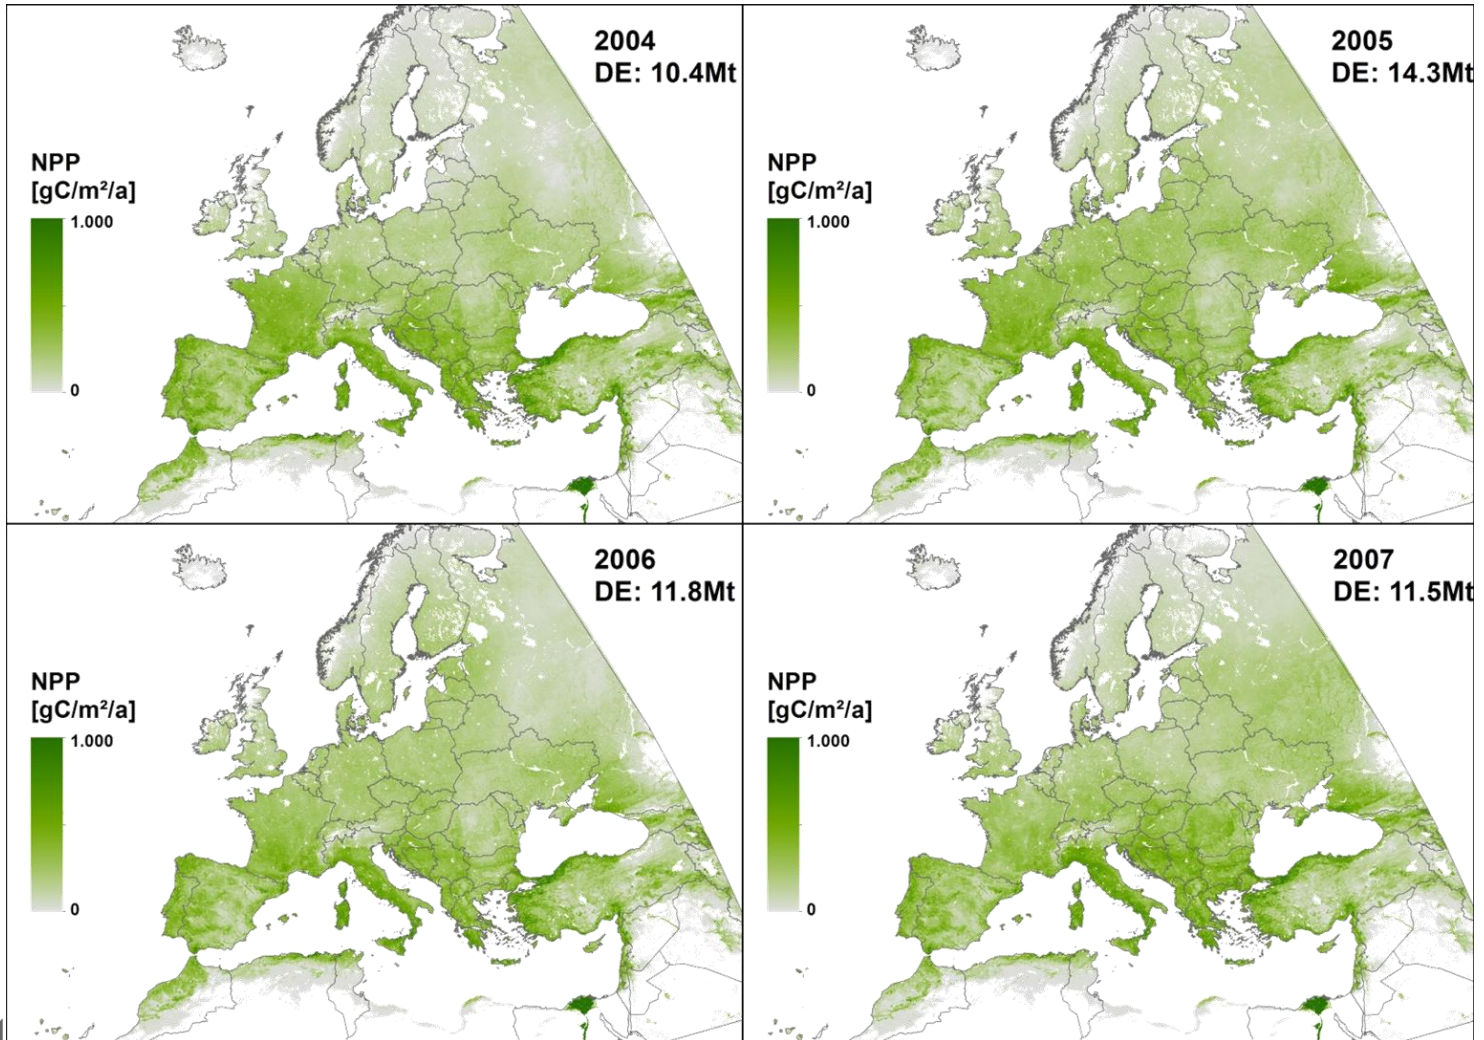 2004
DE: 10.4Mt
NPP
[gC/m²/a]
1.000
0
2005
DE: 14.3Mt
NPP
[gC/m²/a]
1.000
0
2006
DE: 11.8Mt
NPP
[gC/m²/a]
1.000
0
2007
DE: 11.5Mt
NPP
[gC/m²/a]
1.000
0